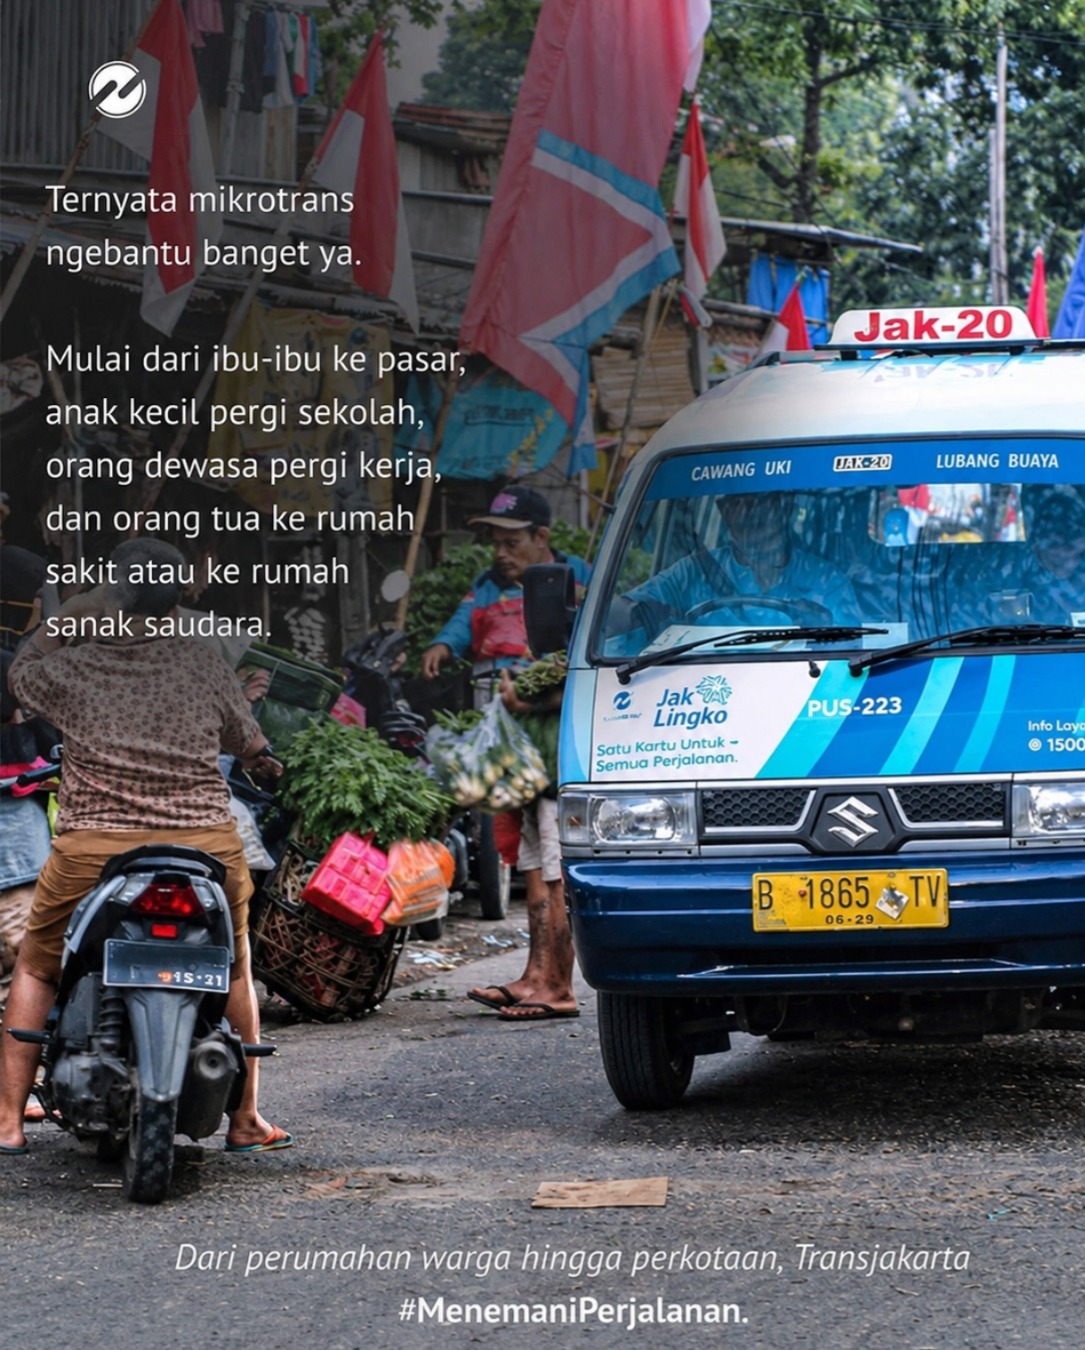 Ternyata mikrotrans
ngebantu banget ya.
Mulai dari ibu-ibu ke pasar,
anak kecil pergi sekolah,
orang dewasa pergi kerja,
dan orang tua ke rumah
sakit atau ke rumah
sanak saudara.
Jak-20
CAWANG UKI JAK-20 LUBANG BUAYA
Jak
Lingko
PUS-223
Satu Kartu Untuk
Semua Perjalanan.
Info
1500
B 1865 TV
06-29
Dari perumahan warga hingga perkotaan, Transjakarta
#MenemaniPerjalanan.